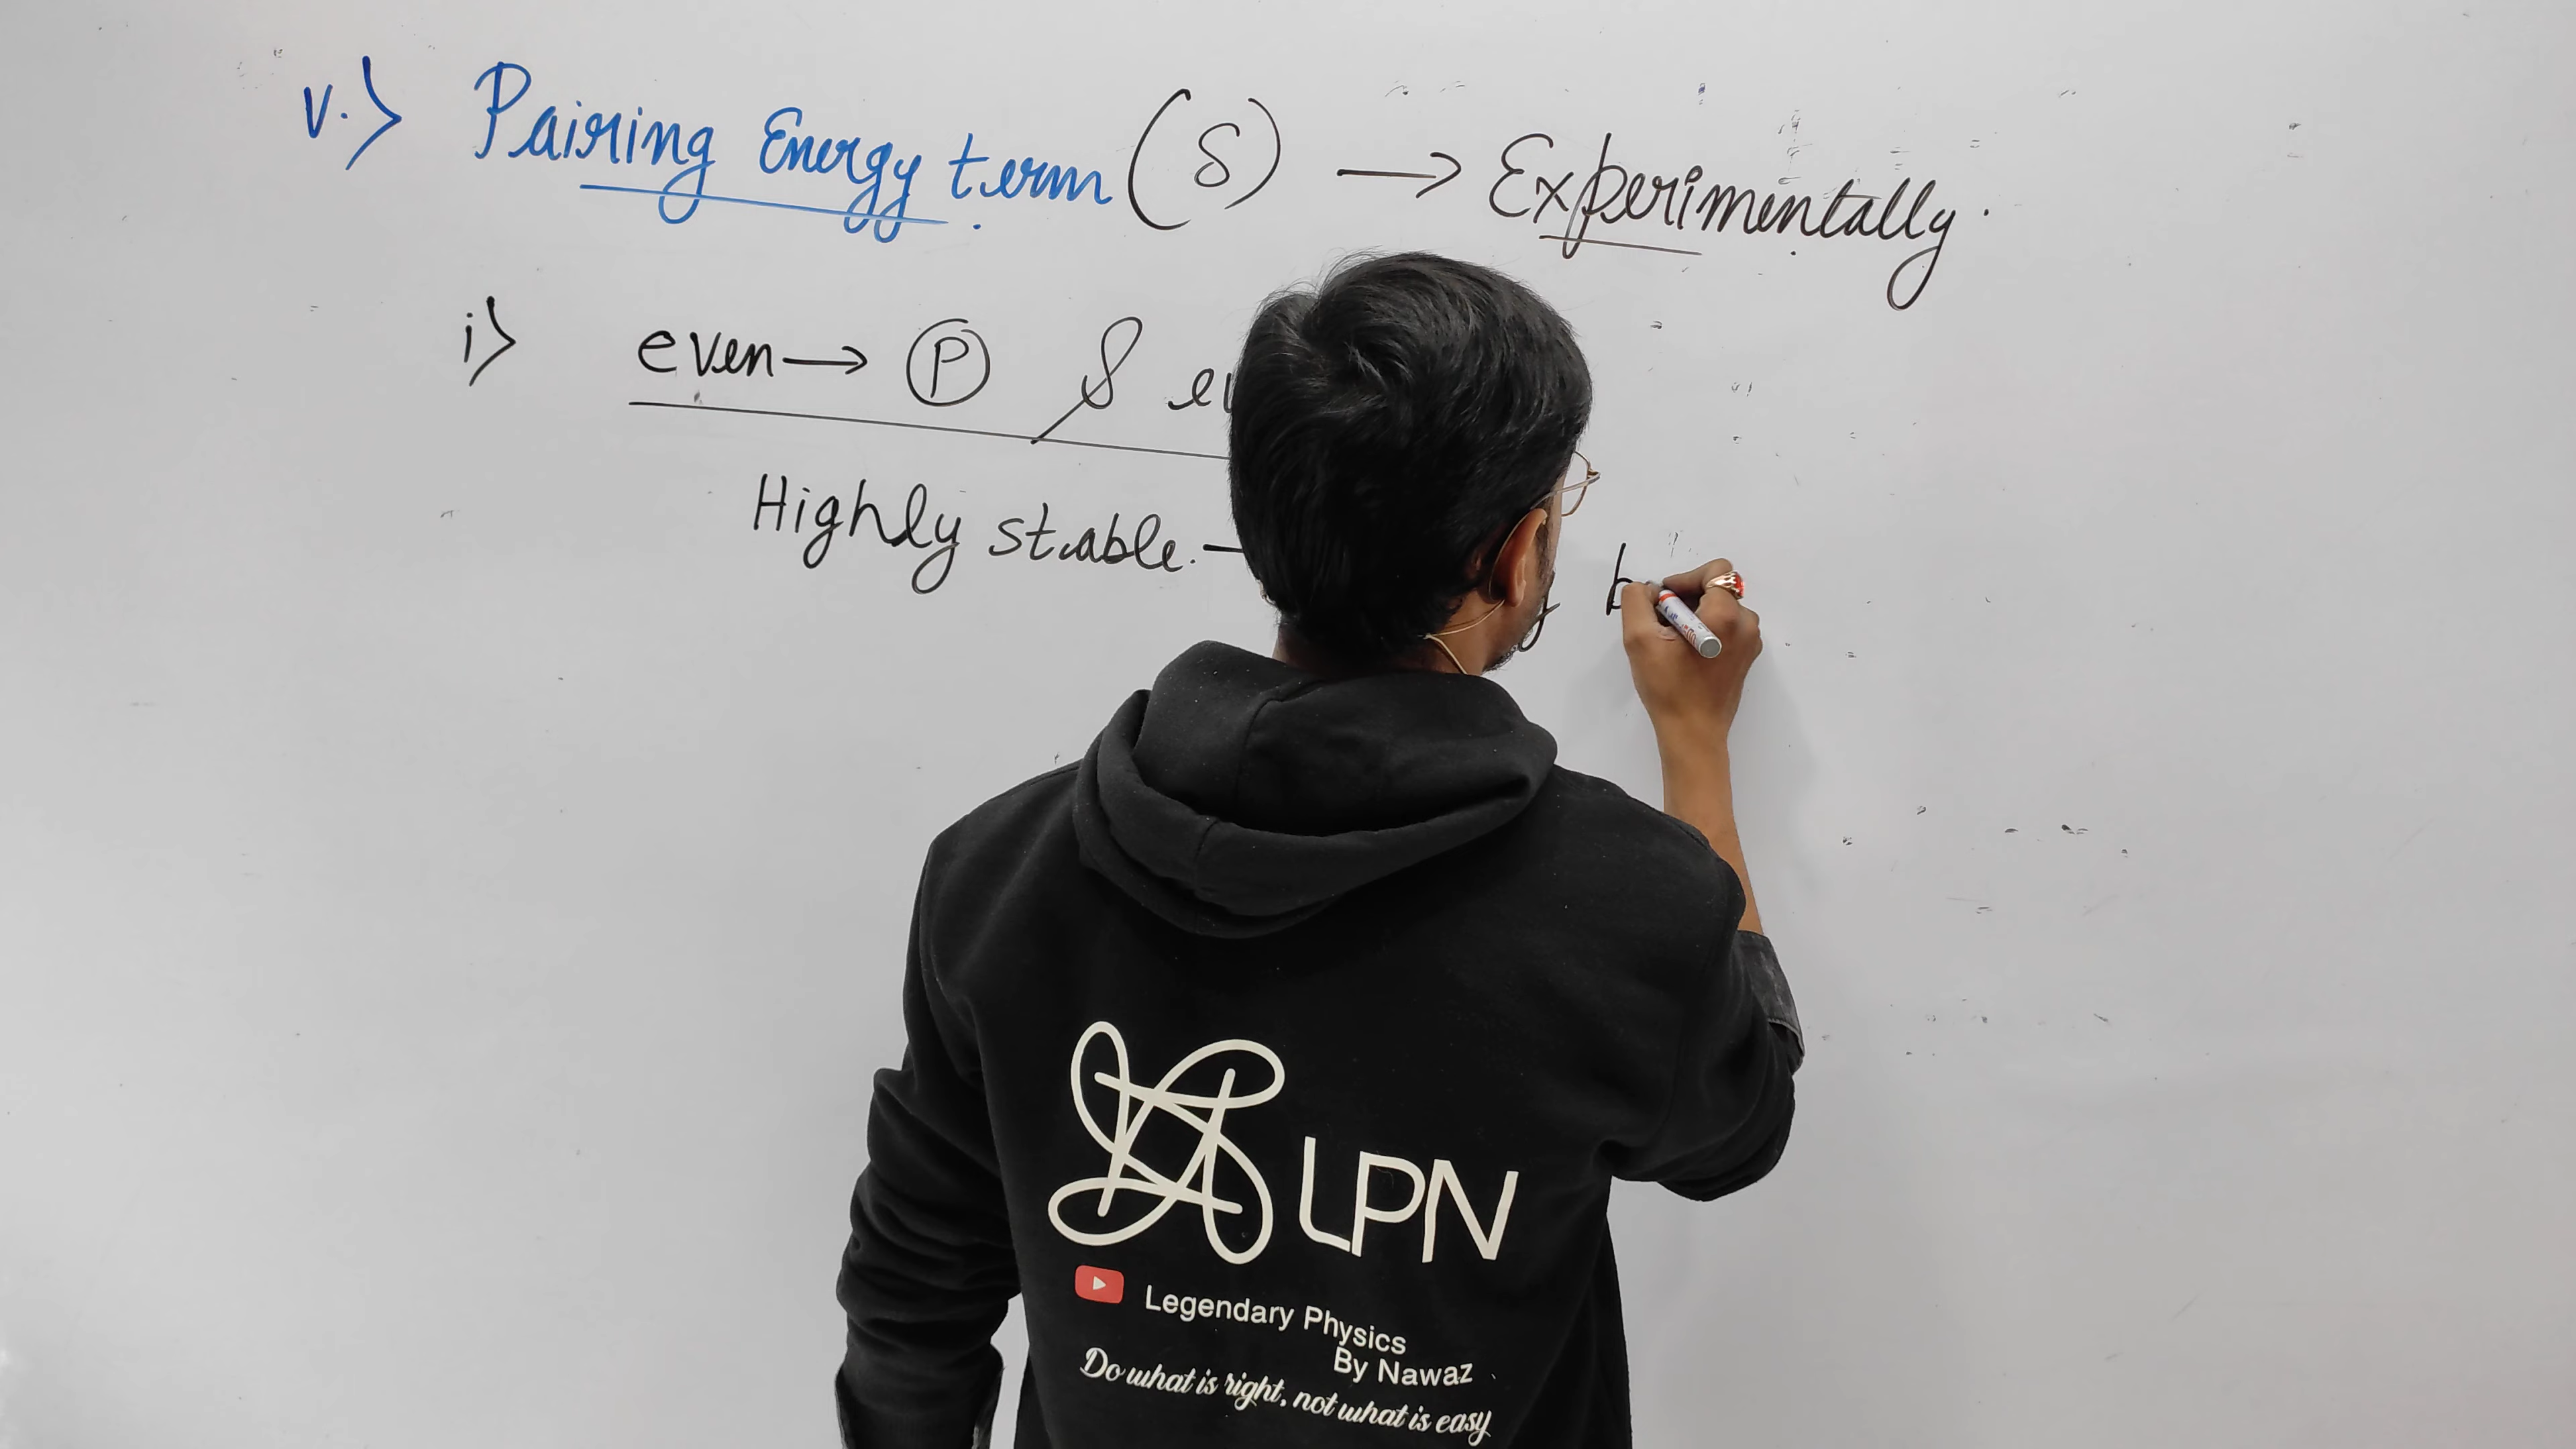 v.> Pairing Energy term (δ) → Experimentally.
i> even → P &
Highly stable. -
LPN
Legendary Physics
By Nawaz
Do what is right, not what is easy